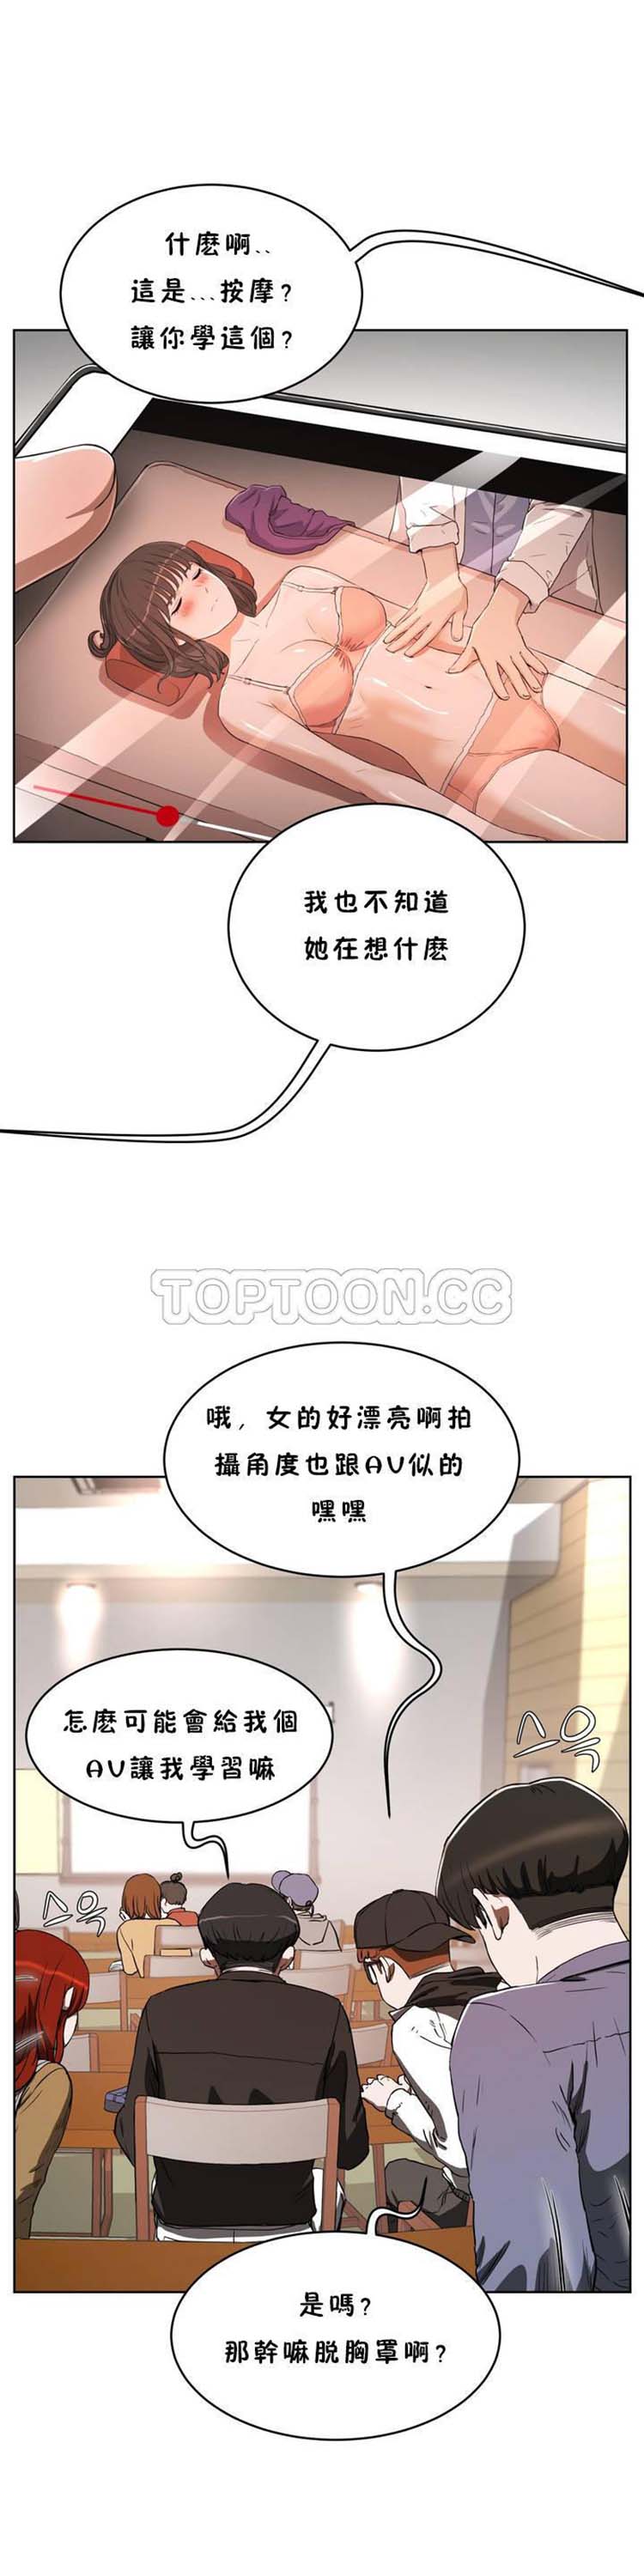 什麽啊..
這是...按摩?
讓你學這個?
我也不知道
她在想什麽
TOPTOON.CC
哦，女的好漂亮啊拍
攝角度也跟AV似的
嘿嘿
怎麽可能會給我個
AV讓我學習嘛
스윽
스윽
是嗎?
那幹嘛脱胸罩啊?